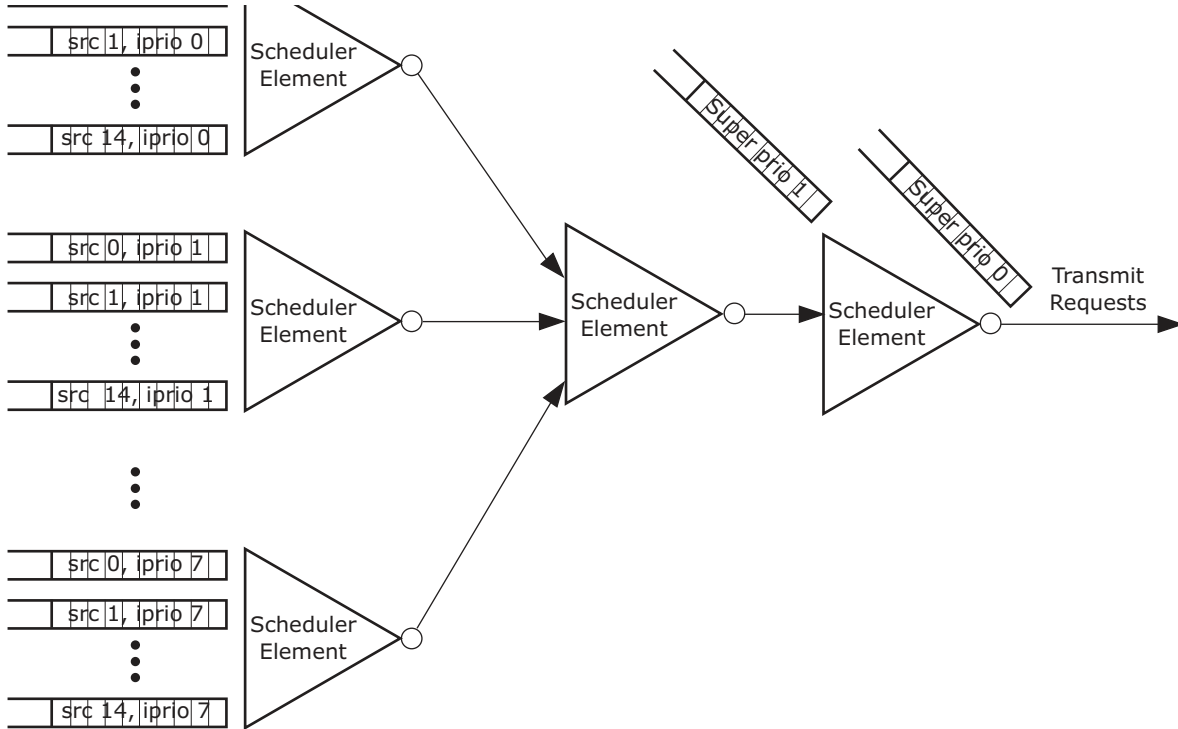 src 1, iprio 0
src 14, iprio 0
Scheduler
Element
src 0, iprio 1
src 1, iprio 1
src  14, iprio 1
Scheduler
Element
src 0, iprio 7
src 1, iprio 7
src 14, iprio 7
Scheduler
Element
Scheduler
Element
Super prio 1
Scheduler
Element
Super prio 0
Transmit
Requests